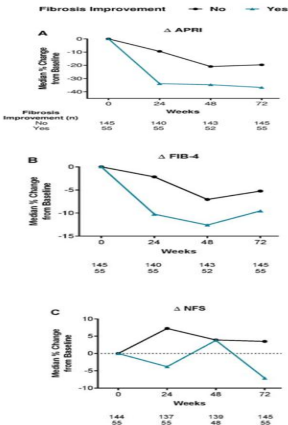 Fibrosis Improvement No Yes
A Δ APRI
Median % Change
from Baseline
0
-10
-20
-30
-40
0 24 48 72
Weeks
Fibrosis
Improvement (n)
No 145 140 143 145
Yes 55 55 52 55
B Δ FIB-4
Median % Change
from Baseline
0
-5
-10
-15
0 24 48 72
Weeks
145 140 143 145
55 55 52 55
C Δ NFS
Median % Change
from Baseline
10
5
0
-5
-10
0 24 48 72
Weeks
144 137 139 145
55 55 48 55